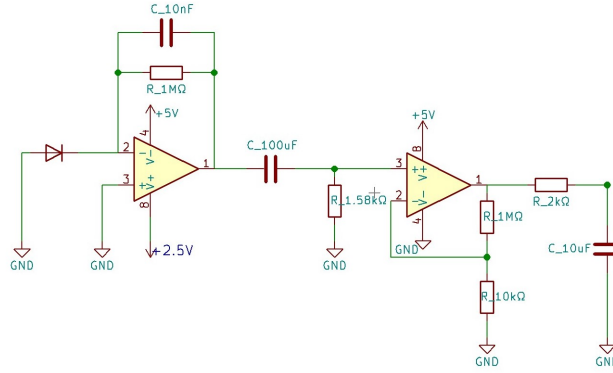 C_10nF
R_1MΩ
+5V
4
2
-
V-
1
3
+
V+
8
+2.5V
GND
GND
C_100uF
R_1.58kΩ
GND
+5V
8
3
+
V+
1
2
-
V-
4
GND
R_1MΩ
R_10kΩ
GND
R_2kΩ
C_10uF
GND